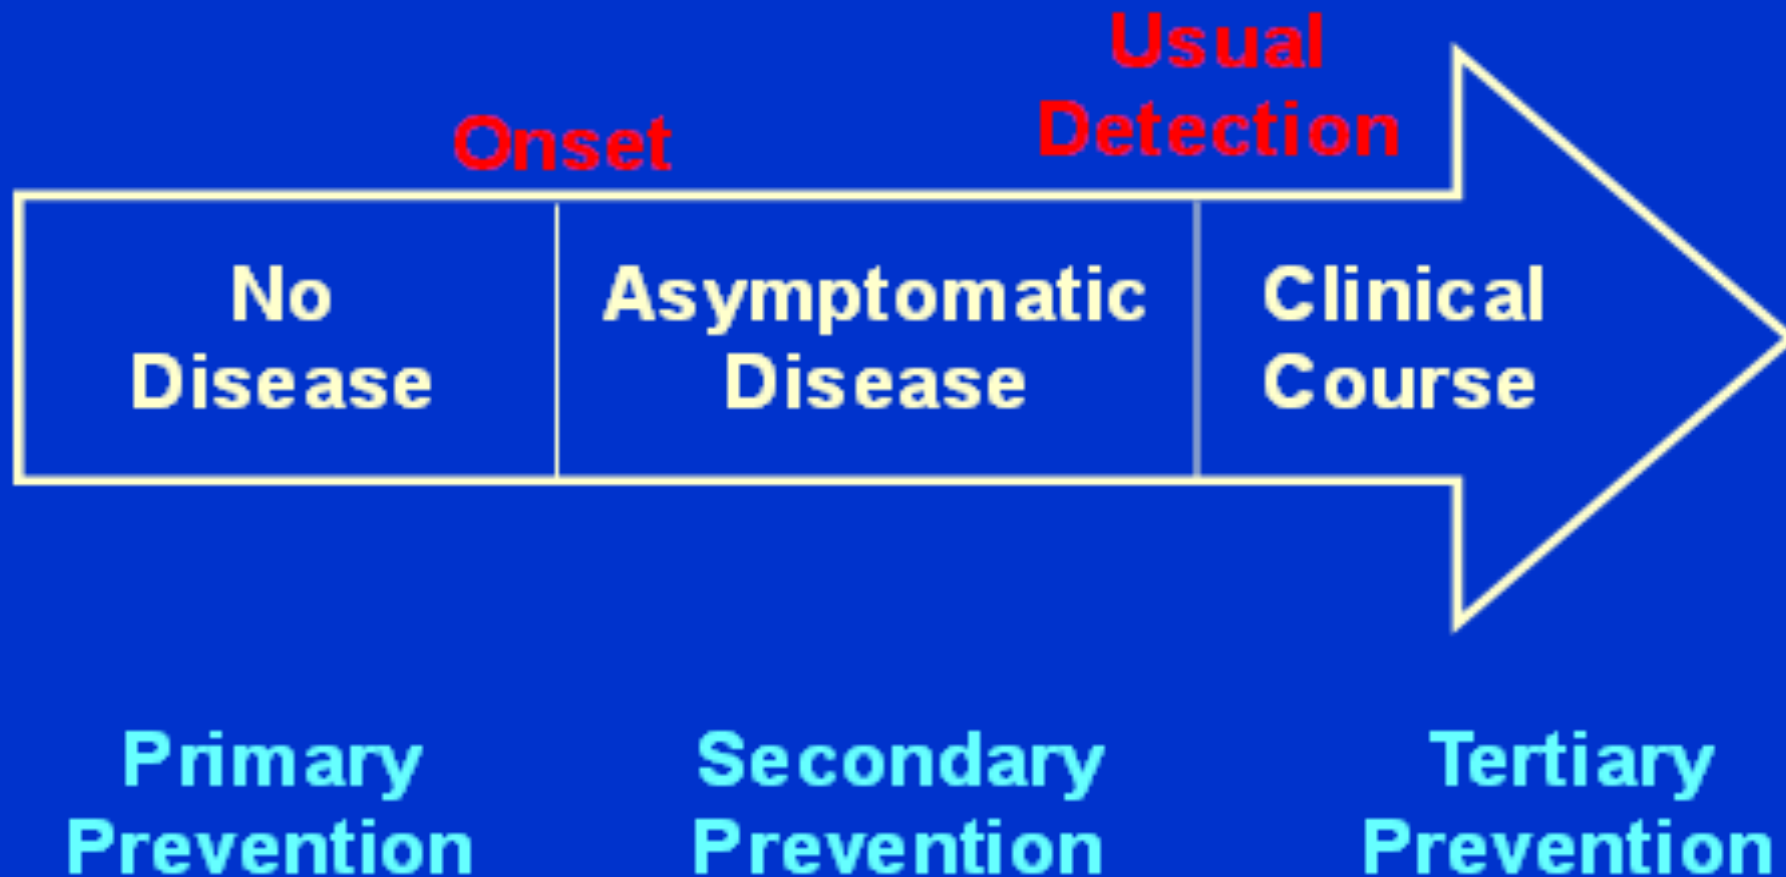 Usual
Detection
Onset
No
Disease
Asymptomatic
Disease
Clinical
Course
Primary
Prevention
Secondary
Prevention
Tertiary
Prevention